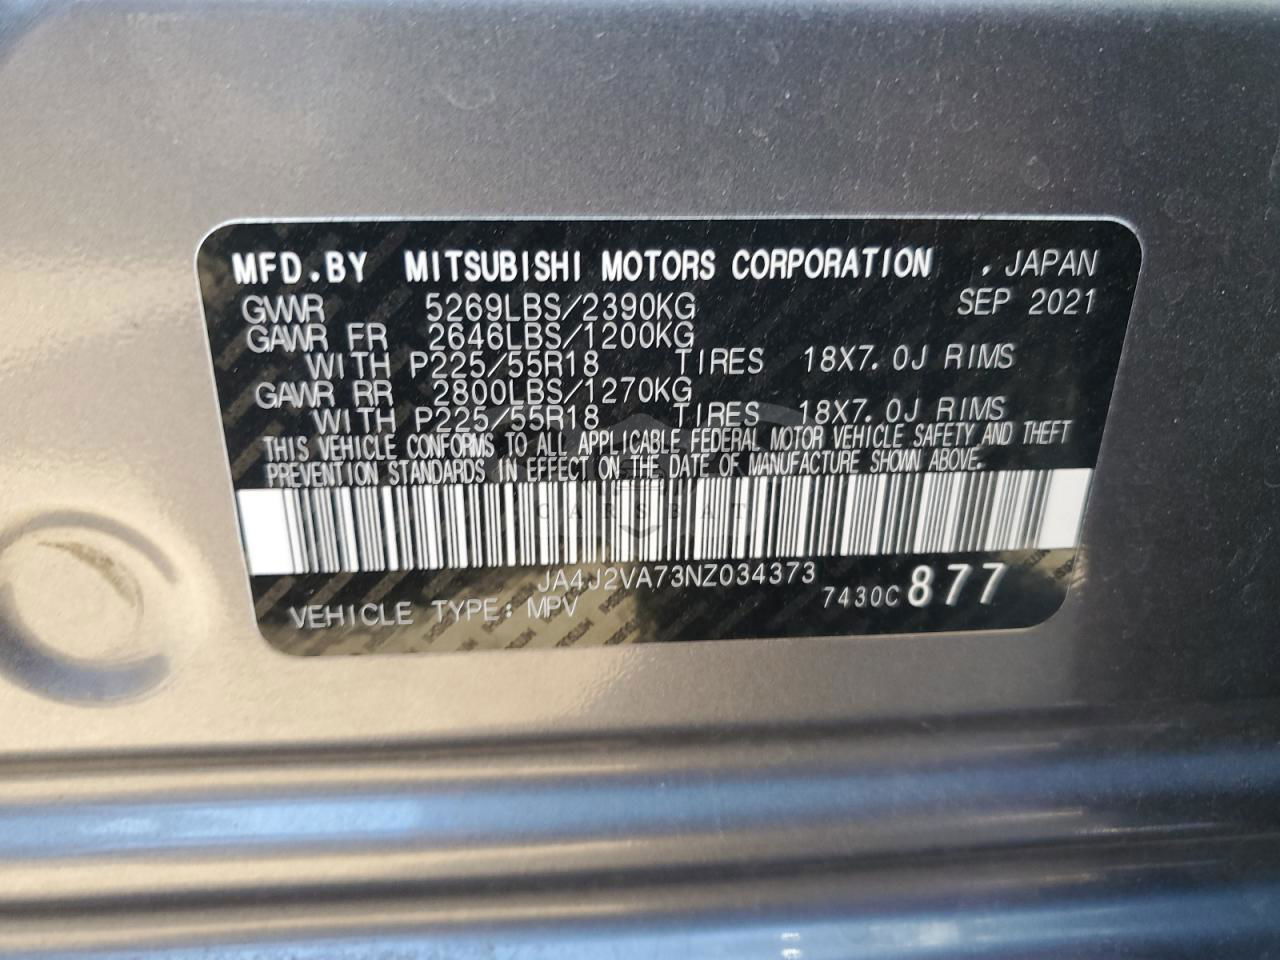 MFD.BY MITSUBISHI MOTORS CORPORATION , JAPAN
GVWR 5269LBS/2390KG SEP 2021
GAWR FR 2646LBS/1200KG
WITH P225/55R18 TIRES 18X7.0J RIMS
GAWR RR 2800LBS/1270KG
WITH P225/55R18 TIRES 18X7.0J RIMS
THIS VEHICLE CONFORMS TO ALL APPLICABLE FEDERAL MOTOR VEHICLE SAFETY AND THEFT
PREVENTION STANDARDS IN EFFECT ON THE DATE OF MANUFACTURE SHOWN ABOVE.
CARSBAT
JA4J2VA73NZ034373
VEHICLE TYPE: MPV 7430C 877